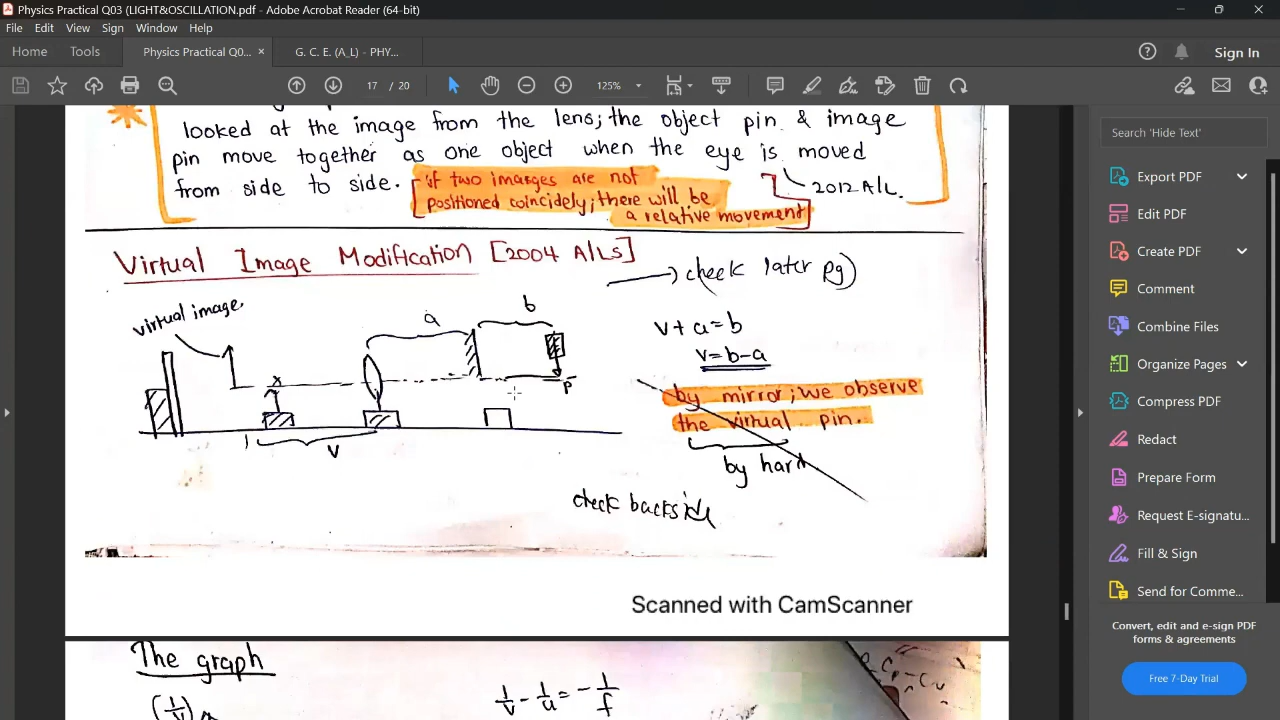 Physics Practical Q03 (LIGHT&OSCILLATION.pdf - Adobe Acrobat Reader (64-bit)
File Edit View Sign Window Help
Home Tools Physics Practical Q0... × G. C. E. (A_L) - PHY... Sign In
17 / 20 125%
looked at the image from the lens; the object pin & image
pin move together as one object when the eye is moved
from side to side. if two images are not
positioned coincidely; there will be
a relative movement
2012 A/L.
Virtual Image Modification [2004 A/Ls]
check later pg)
virtual image
a
b
x
P
v
v + a = b
v = b - a
by mirror; we observe
the virtual pin.
by hard
check backside
Scanned with CamScanner
The graph
1/v - 1/u = - 1/f
Search 'Hide Text'
Export PDF
Edit PDF
Create PDF
Comment
Combine Files
Organize Pages
Compress PDF
Redact
Prepare Form
Request E-signatu...
Fill & Sign
Send for Comme...
Convert, edit and e-sign PDF
forms & agreements
Free 7-Day Trial